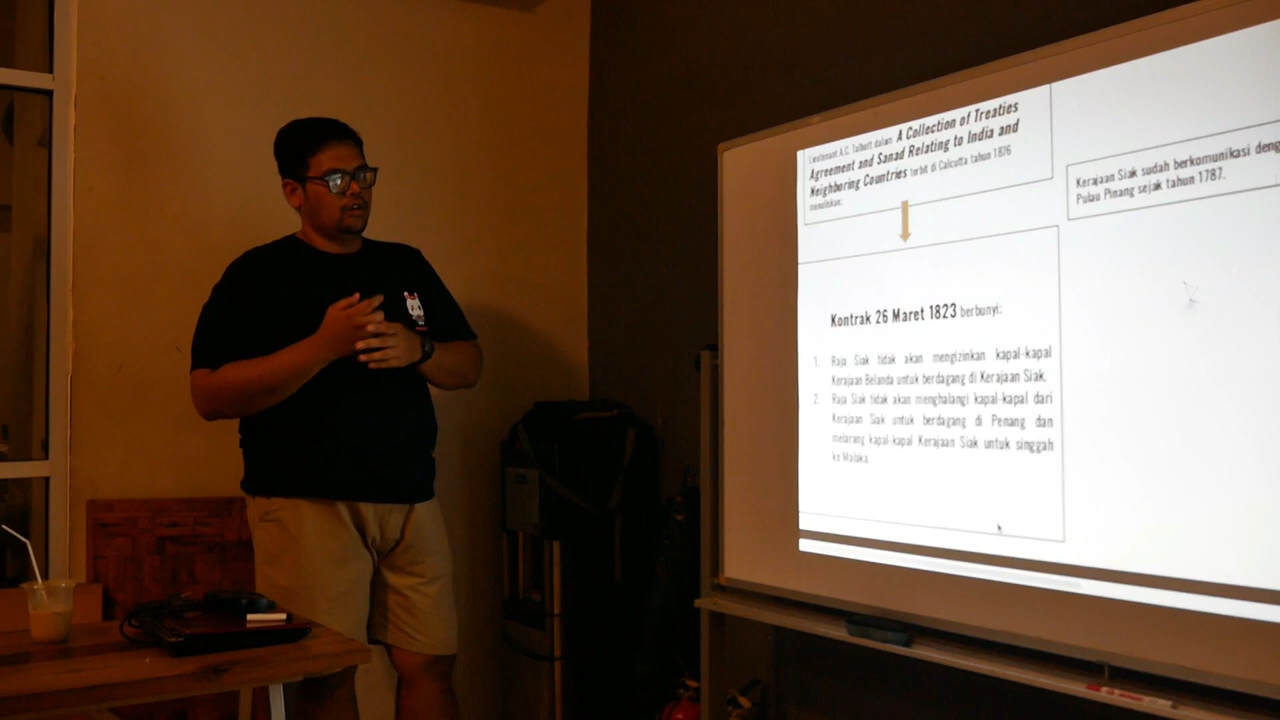 Lieutenant A.C. Talbert dalam A Collection of Treaties
Agreement and Sanad Relating to India and
Neighboring Countries terbit di Calcutta tahun 1876
menuliskan:
Kerajaan Siak sudah berkomunikasi deng
Pulau Pinang sejak tahun 1787.
Kontrak 26 Maret 1823 berbunyi:
1. Raja Siak tidak akan mengizinkan kapal-kapal
Kerajaan Belanda untuk berdagang di Kerajaan Siak.
2. Raja Siak tidak akan menghalangi kapal-kapal dari
Kerajaan Siak untuk berdagang di Penang dan
melarang kapal-kapal Kerajaan Siak untuk singgah
ke Malaka